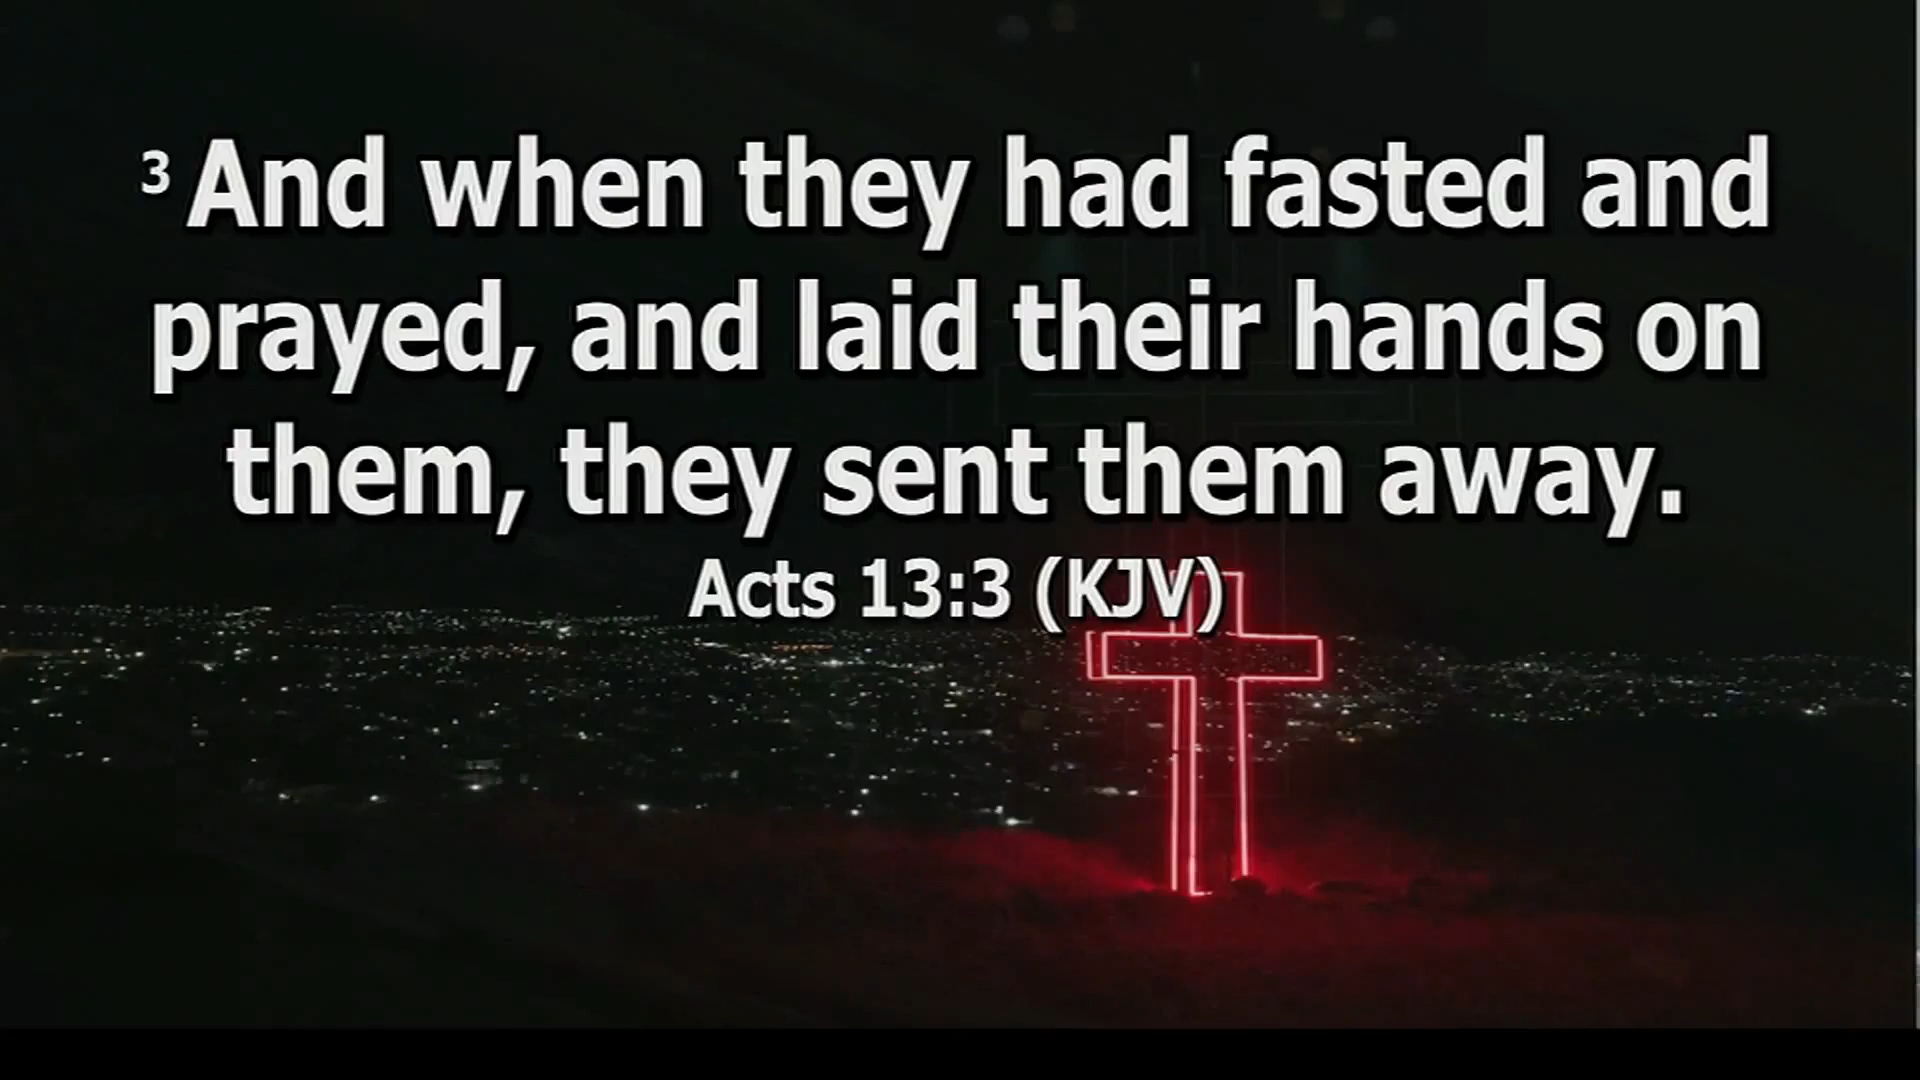 3 And when they had fasted and
prayed, and laid their hands on
them, they sent them away.
Acts 13:3 (KJV)